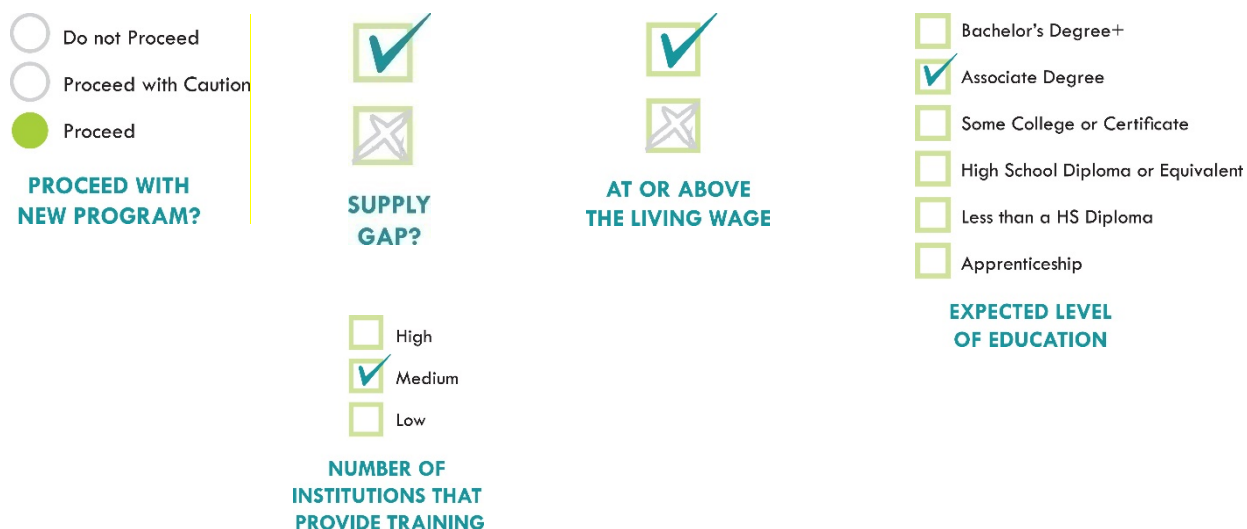 Do not Proceed
Proceed with Caution
Proceed
PROCEED WITH
NEW PROGRAM?
SUPPLY
GAP?
AT OR ABOVE
THE LIVING WAGE
Bachelor's Degree+
Associate Degree
Some College or Certificate
High School Diploma or Equivalent
Less than a HS Diploma
Apprenticeship
EXPECTED LEVEL
OF EDUCATION
High
Medium
Low
NUMBER OF
INSTITUTIONS THAT
PROVIDE TRAINING